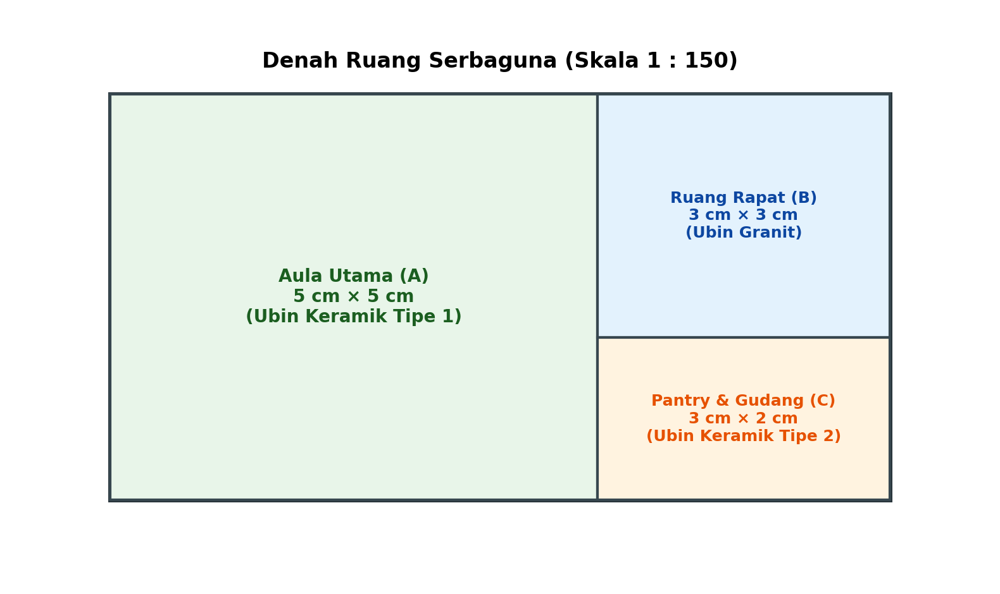 Denah Ruang Serbaguna (Skala 1 : 150)
Aula Utama (A)
5 cm × 5 cm
(Ubin Keramik Tipe 1)
Ruang Rapat (B)
3 cm × 3 cm
(Ubin Granit)
Pantry & Gudang (C)
3 cm × 2 cm
(Ubin Keramik Tipe 2)